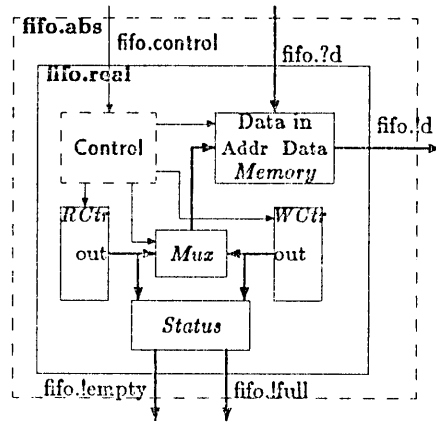 fifo.abs
fifo.control
fifo.?d
fifo.real
Data in
Addr Data
Memory
fifo.!d
Control
RCtr
out
WCtr
out
Mux
Status
fifo.!empty
fifo.!full